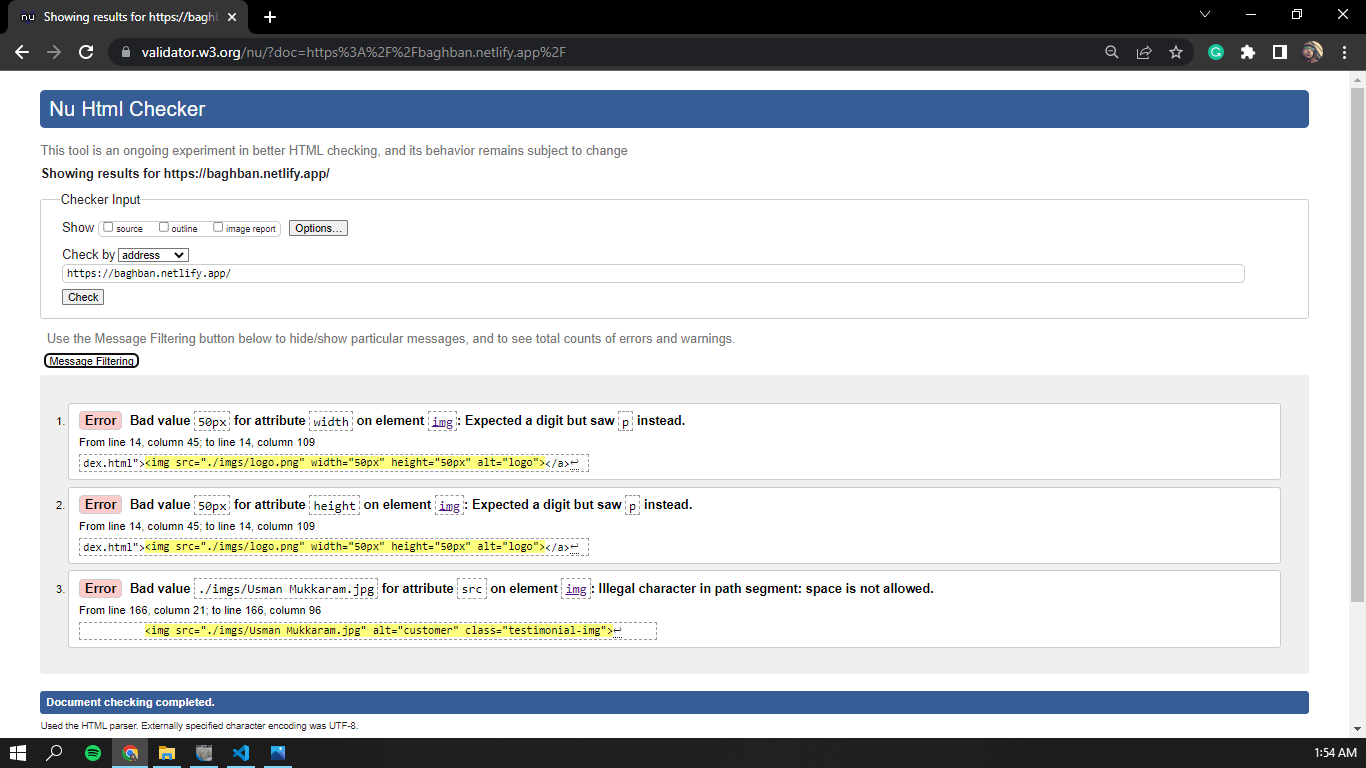 nu Showing results for https://bagh
validator.w3.org/nu/?doc=https%3A%2F%2Fbaghban.netlify.app%2F
Nu Html Checker
This tool is an ongoing experiment in better HTML checking, and its behavior remains subject to change
Showing results for https://baghban.netlify.app/
Checker Input
Show source outline image report Options...
Check by address
https://baghban.netlify.app/
Check
Use the Message Filtering button below to hide/show particular messages, and to see total counts of errors and warnings.
Message Filtering
1. Error Bad value 50px for attribute width on element img: Expected a digit but saw p instead.
From line 14, column 45; to line 14, column 109
dex.html"><img src="./imgs/logo.png" width="50px" height="50px" alt="logo"></a>↩
2. Error Bad value 50px for attribute height on element img: Expected a digit but saw p instead.
From line 14, column 45; to line 14, column 109
dex.html"><img src="./imgs/logo.png" width="50px" height="50px" alt="logo"></a>↩
3. Error Bad value ./imgs/Usman Mukkaram.jpg for attribute src on element img: Illegal character in path segment: space is not allowed.
From line 166, column 21; to line 166, column 96
<img src="./imgs/Usman Mukkaram.jpg" alt="customer" class="testimonial-img">↩
Document checking completed.
Used the HTML parser. Externally specified character encoding was UTF-8.
1:54 AM